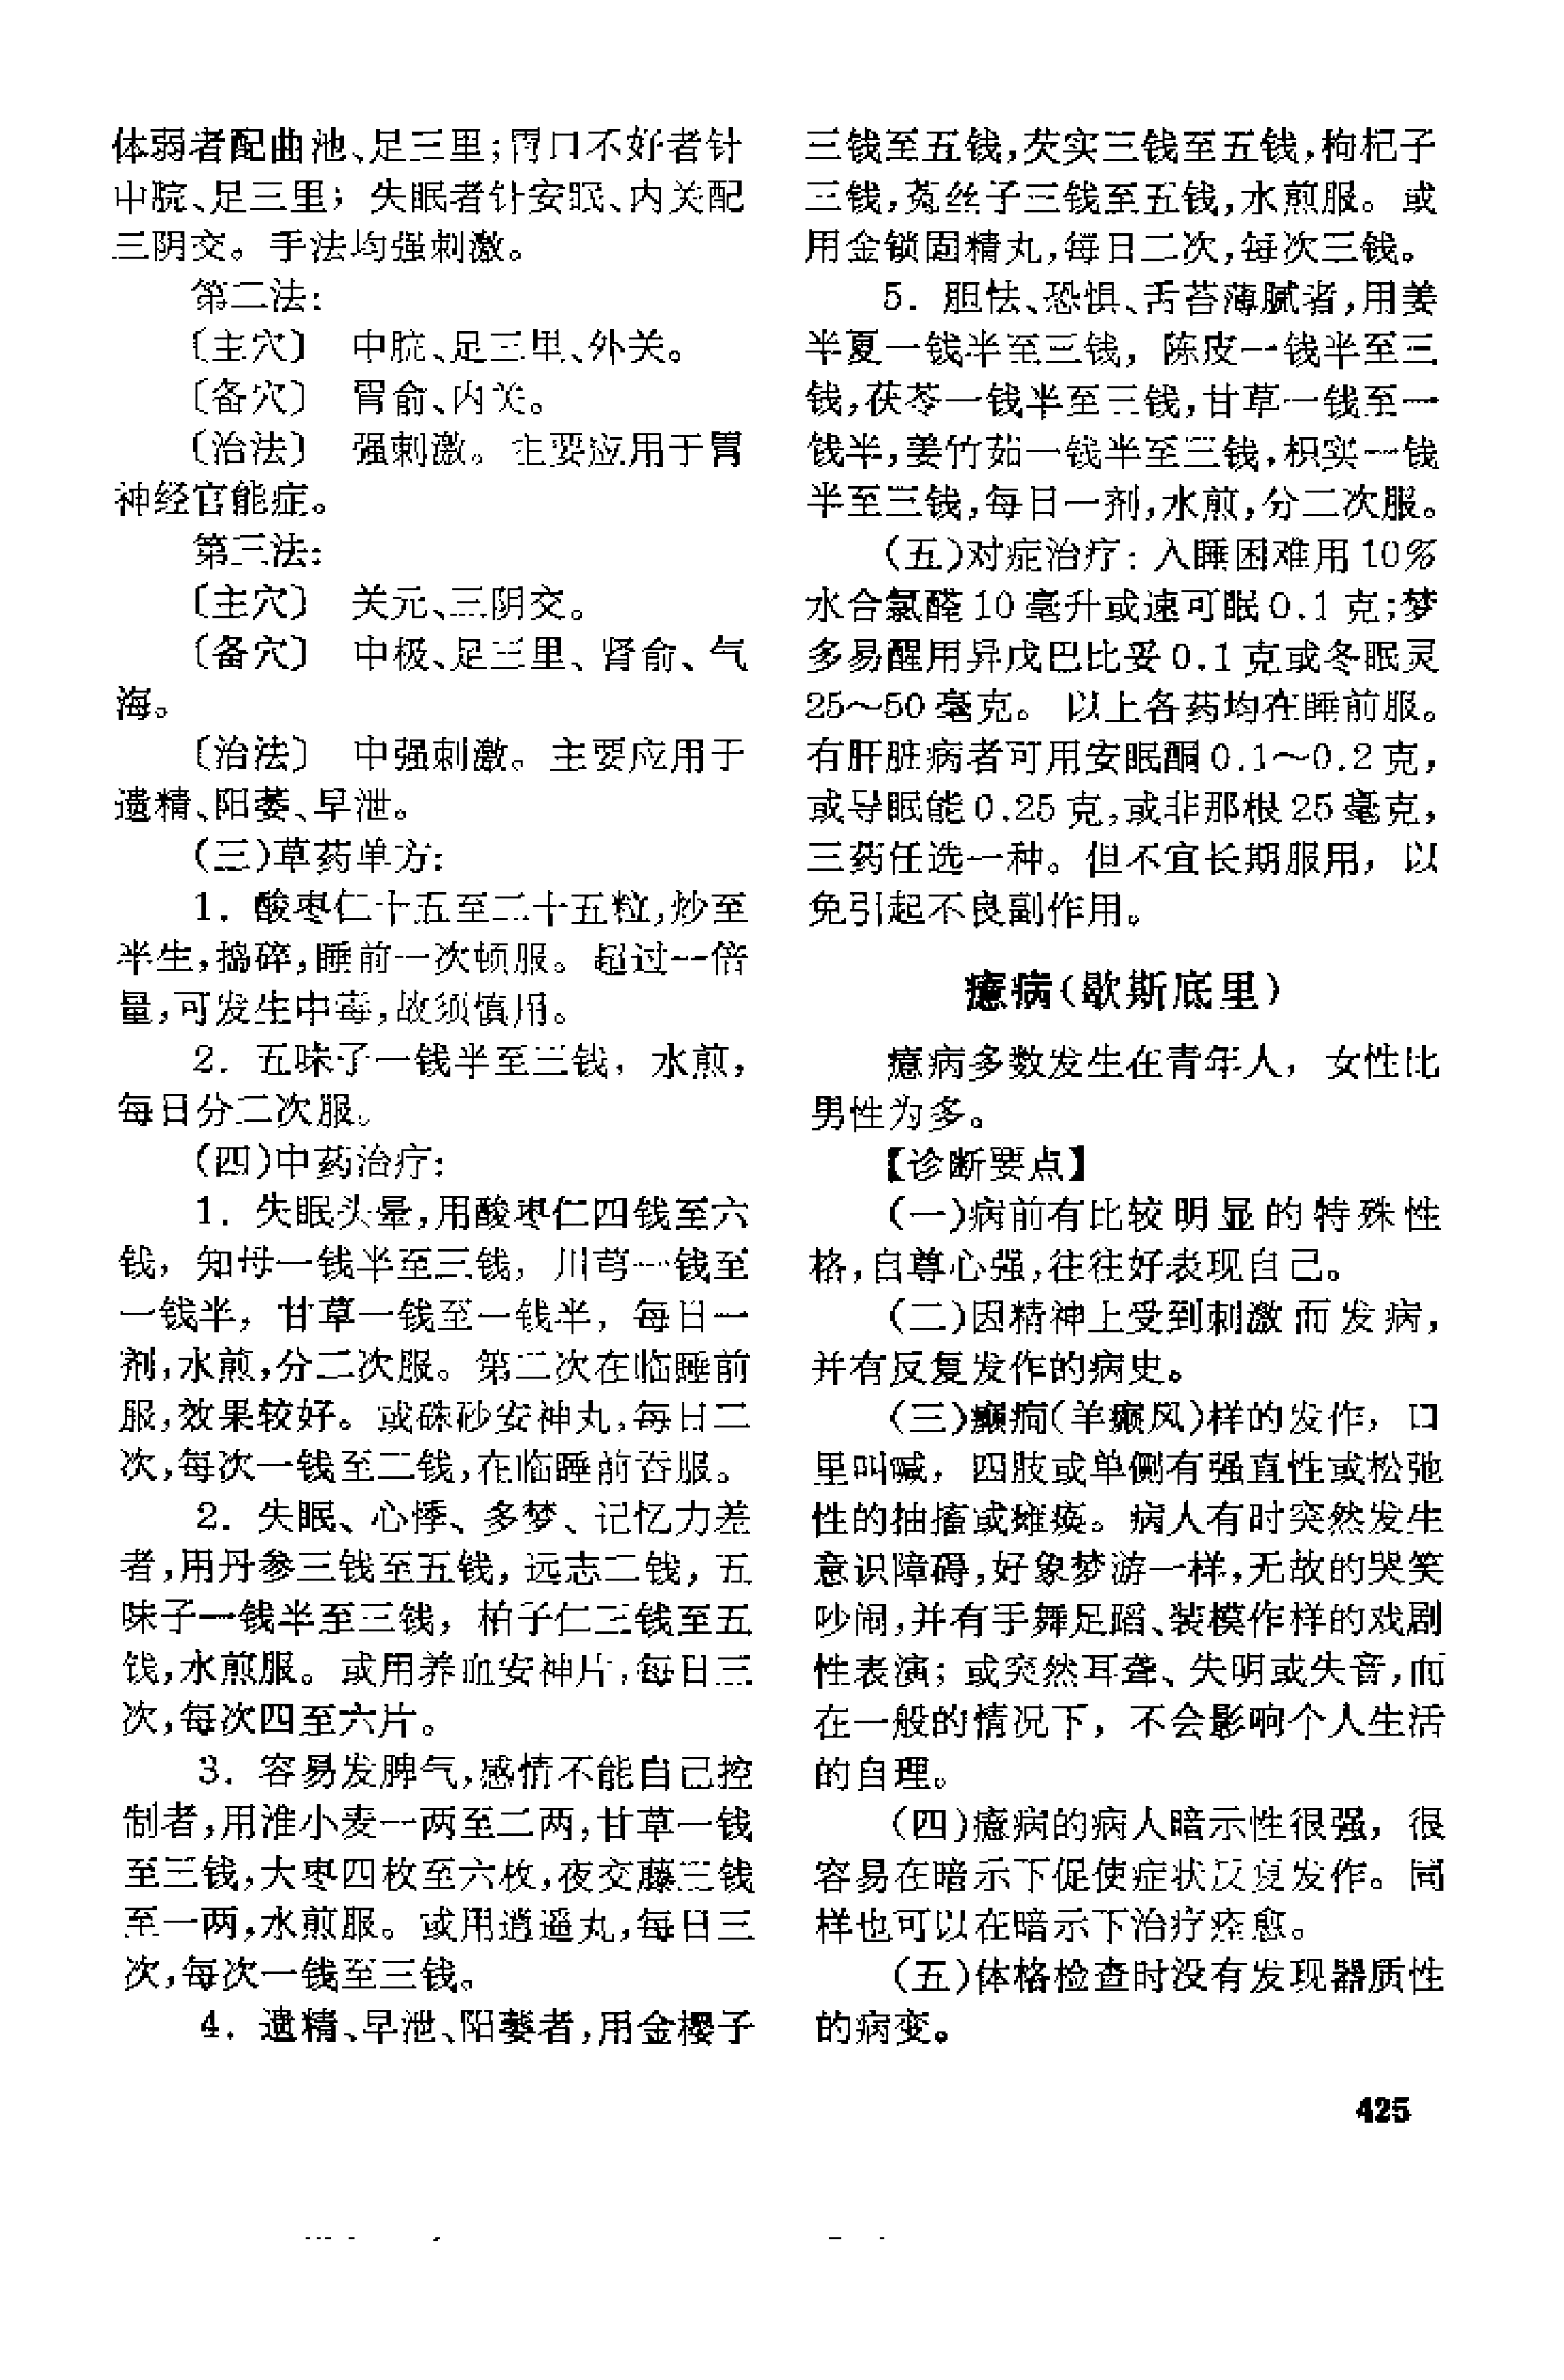 体弱者配曲池、足三里;胃口不好者针
中脘、足三里; 失眠者针安眠、内关配
三阴交。手法均强刺激。
第二法:
〔主穴〕 中脘、足三里、外关。
〔备穴〕 胃俞、内关。
〔治法〕 强刺激。主要应用于胃
神经官能症。
第三法:
〔主穴〕 关元、三阴交。
〔备穴〕 中极、足三里、肾俞、气
海。
〔治法〕 中强刺激。主要应用于
遗精、阳萎、早泄。
(三)草药单方:
1. 酸枣仁十五至二十五粒,炒至
半生,捣碎,睡前一次顿服。超过一倍
量,可发生中毒,故须慎用。
2. 五味子一钱半至三钱, 水煎,
每日分二次服。
(四)中药治疗:
1. 失眠头晕,用酸枣仁四钱至六
钱, 知母一钱半至三钱, 川芎一钱至
一钱半, 甘草一钱至一钱半, 每日一
剂,水煎,分二次服。第二次在临睡前
服,效果较好。或硃砂安神丸,每日二
次,每次一钱至二钱,在临睡前吞服。
2. 失眠、心悸、多梦、记忆力差
者,用丹参三钱至五钱, 远志二钱, 五
味子一钱半至三钱, 柏子仁三钱至五
钱,水煎服。或用养血安神片,每日三
次,每次四至六片。
3. 容易发脾气,感情不能自己控
制者,用淮小麦一两至二两,甘草一钱
至三钱,大枣四枚至六枚,夜交藤三钱
至一两,水煎服。或用逍遥丸,每日三
次,每次一钱至三钱。
4. 遗精、早泄、阳萎者,用金樱子
三钱至五钱,芡实三钱至五钱,枸杞子
三钱,菟丝子三钱至五钱,水煎服。或
用金锁固精丸,每日二次,每次三钱。
5. 胆怯、恐惧、舌苔薄腻者,用姜
半夏一钱半至三钱, 陈皮一钱半至三
钱,茯苓一钱半至三钱,甘草一钱至一
钱半,姜竹茹一钱半至三钱,枳实一钱
半至三钱,每日一剂,水煎,分二次服。
(五)对症治疗: 入睡困难用 10%
水合氯醛 10 毫升或速可眠 0.1 克;梦
多易醒用异戊巴比妥 0.1 克或冬眠灵
25～50 毫克。 以上各药均在睡前服。
有肝脏病者可用安眠酮 0.1～0.2 克,
或导眠能 0.25 克,或非那根 25 毫克,
三药任选一种。但不宜长期服用, 以
免引起不良副作用。
癔病(歇斯底里)
癔病多数发生在青年人, 女性比
男性为多。
【诊断要点】
(一)病前有比较明显的特殊性
格,自尊心强,往往好表现自己。
(二)因精神上受到刺激而发病,
并有反复发作的病史。
(三)癫痫(羊癫风)样的发作, 口
里叫喊, 四肢或单侧有强直性或松弛
性的抽搐或瘫痪。病人有时突然发生
意识障碍,好象梦游一样,无故的哭笑
吵闹,并有手舞足蹈、装模作样的戏剧
性表演; 或突然耳聋、失明或失音,而
在一般的情况下, 不会影响个人生活
的自理。
(四)癔病的病人暗示性很强, 很
容易在暗示下促使症状反复发作。同
样也可以在暗示下治疗痊愈。
(五)体格检查时没有发现器质性
的病变。
425